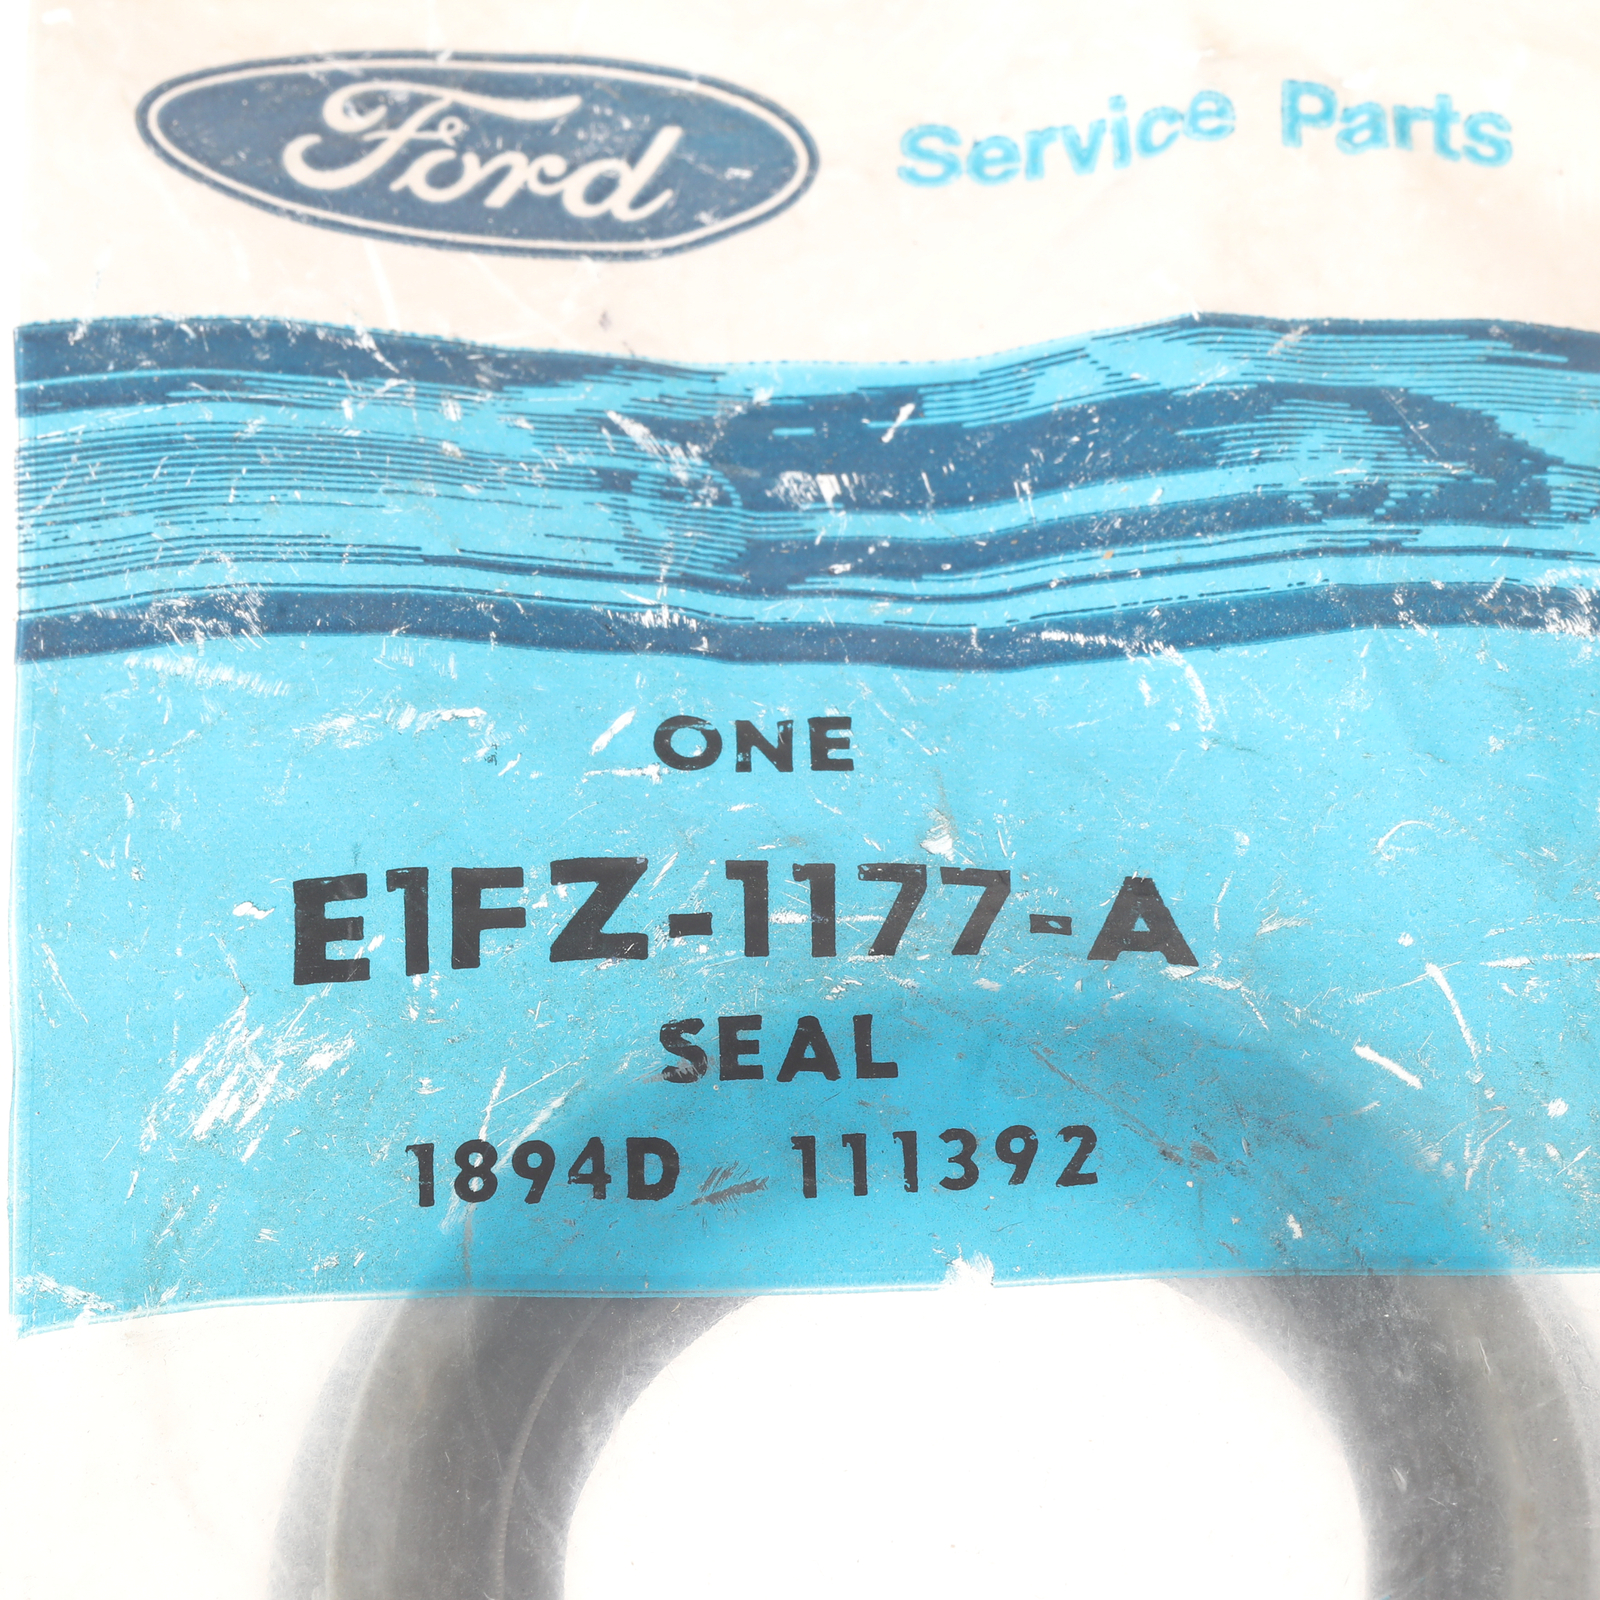 Ford Service Parts
ONE
E1FZ-1177-A
SEAL
1894D 111392